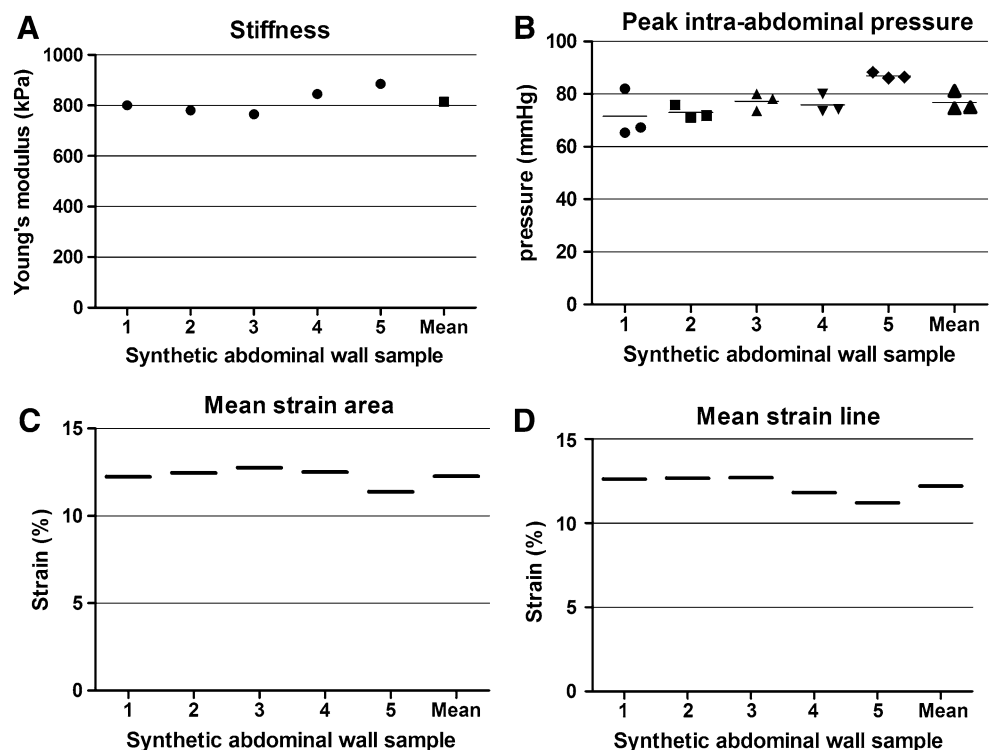 A
Stiffness
Young's modulus (kPa)
1000
800
600
400
200
0
1 2 3 4 5 Mean
Synthetic abdominal wall sample
B
Peak intra-abdominal pressure
pressure (mmHg)
100
80
60
40
20
0
1 2 3 4 5 Mean
Synthetic abdominal wall sample
C
Mean strain area
Strain (%)
15
10
5
0
1 2 3 4 5 Mean
Synthetic abdominal wall sample
D
Mean strain line
Strain (%)
15
10
5
0
1 2 3 4 5 Mean
Synthetic abdominal wall sample